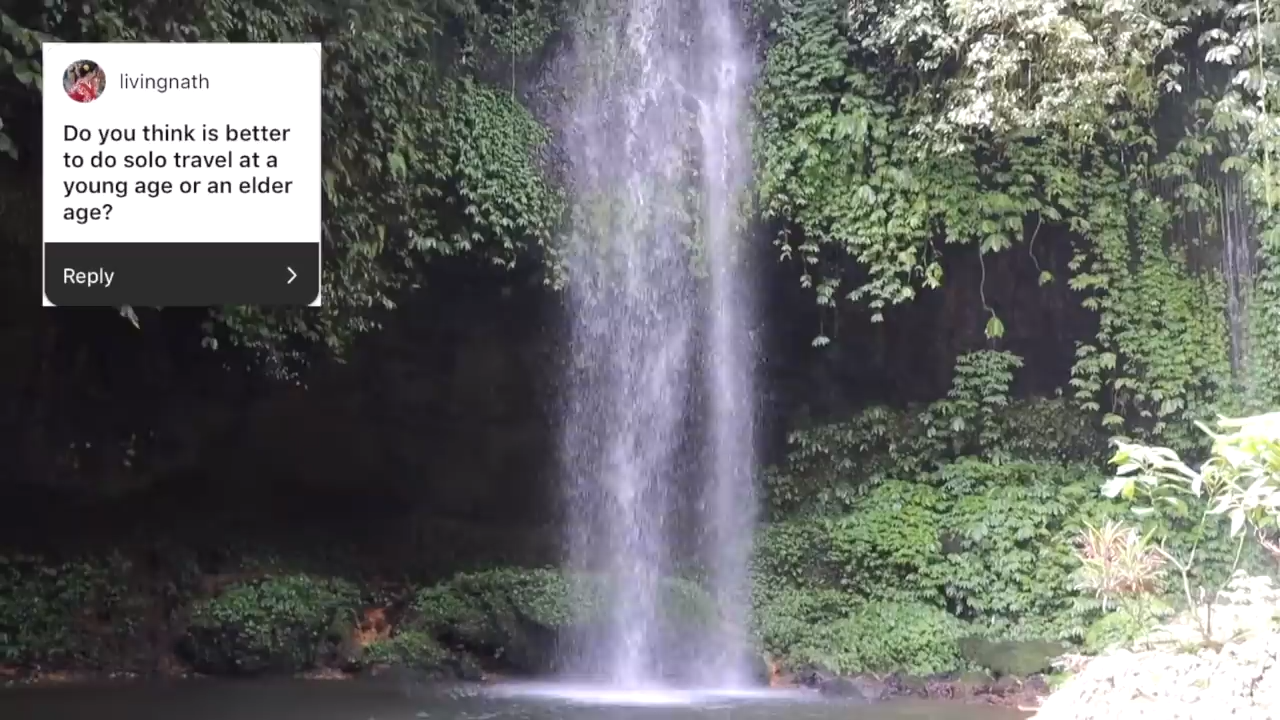 livingnath
Do you think is better
to do solo travel at a
young age or an elder
age?
Reply